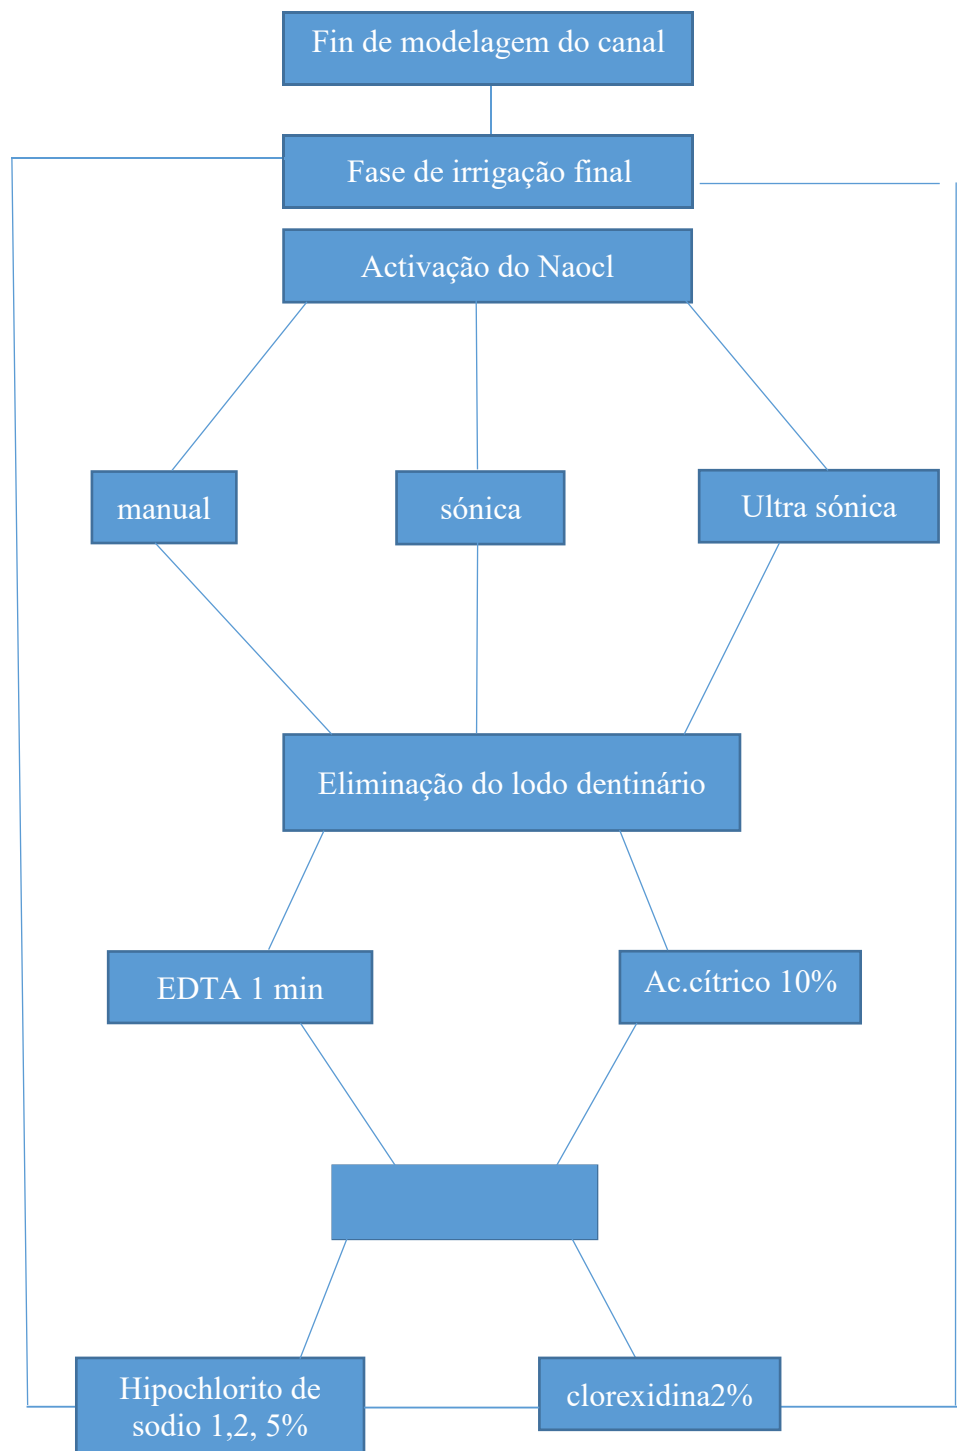 Fin de modelagem do canal
Fase de irrigação final
Activação do Naocl
manual
sónica
Ultra sónica
Eliminação do lodo dentinário
EDTA 1 min
Ac.cítrico 10%
Hipochlorito de
sodio 1,2, 5%
clorexidina2%